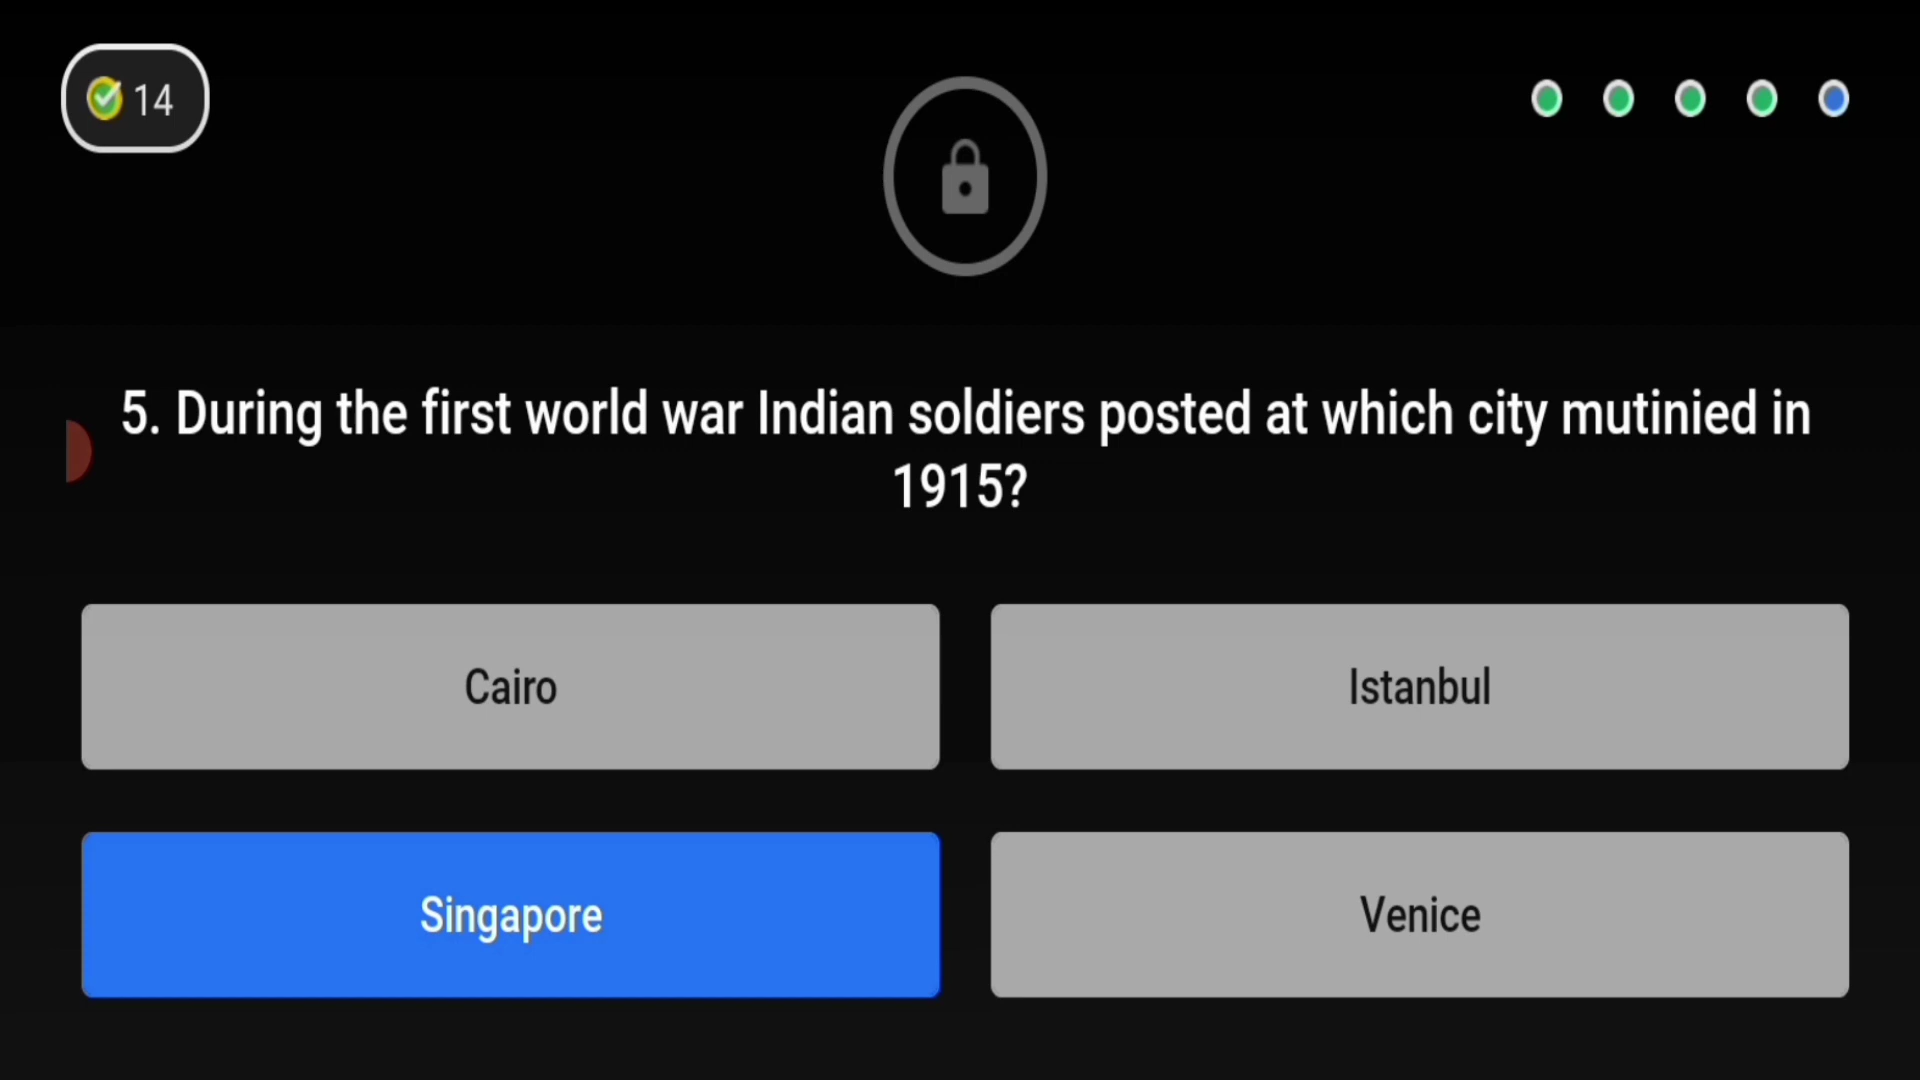 14
5. During the first world war Indian soldiers posted at which city mutinied in
1915?
Cairo
Istanbul
Singapore
Venice